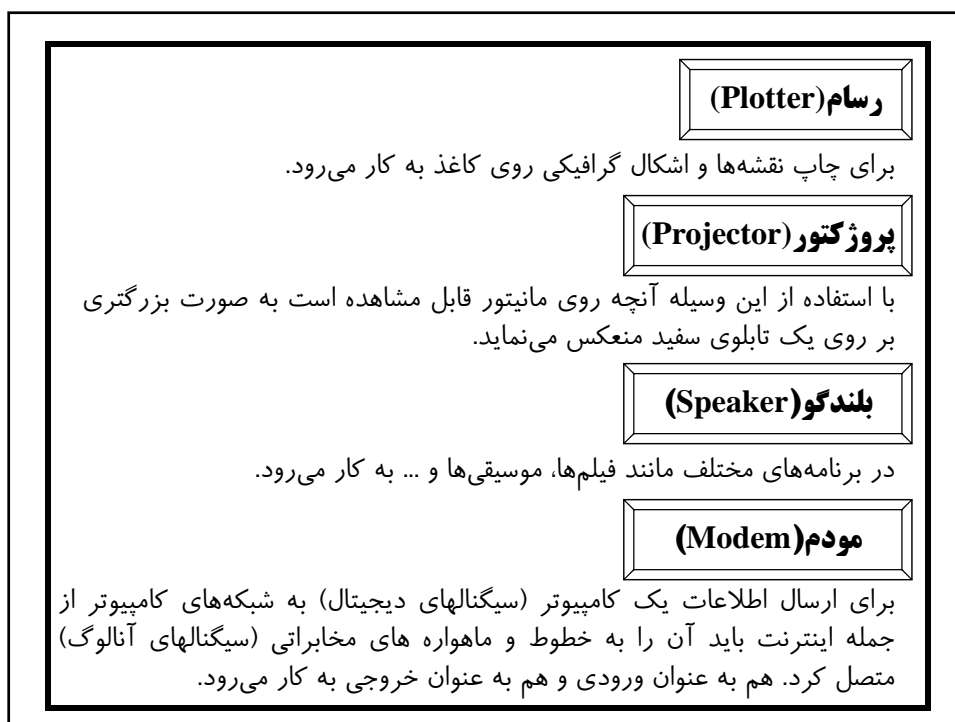 رسام(Plotter)
برای چاپ نقشه‌ها و اشکال گرافیکی روی کاغذ به کار می‌رود.
پروژکتور(Projector)
با استفاده از این وسیله آنچه روی مانیتور قابل مشاهده است به صورت بزرگتری
بر روی یک تابلوی سفید منعکس می‌نماید.
بلندگو(Speaker)
در برنامه‌های مختلف مانند فیلم‌ها، موسیقی‌ها و ... به کار می‌رود.
مودم(Modem)
برای ارسال اطلاعات یک کامپیوتر (سیگنالهای دیجیتال) به شبکه‌های کامپیوتر از
جمله اینترنت باید آن را به خطوط و ماهواره های مخابراتی (سیگنالهای آنالوگ)
متصل کرد. هم به عنوان ورودی و هم به عنوان خروجی به کار می‌رود.